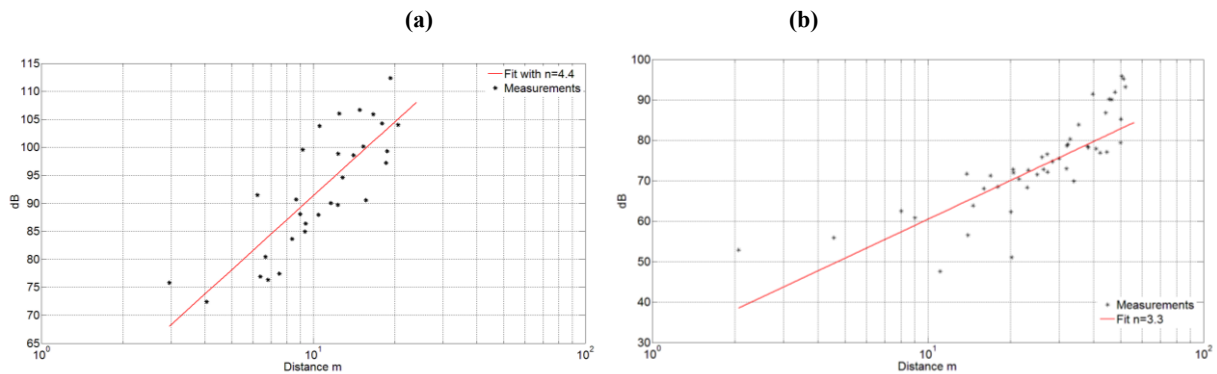 (a)
(b)
115
110
105
100
95
90
85
80
75
70
65
dB
10^0
10^1
10^2
Distance m
Fit with n=4.4
Measurements
100
90
80
70
60
50
40
30
dB
10^0
10^1
10^2
Distance m
Measurements
Fit n=3.3